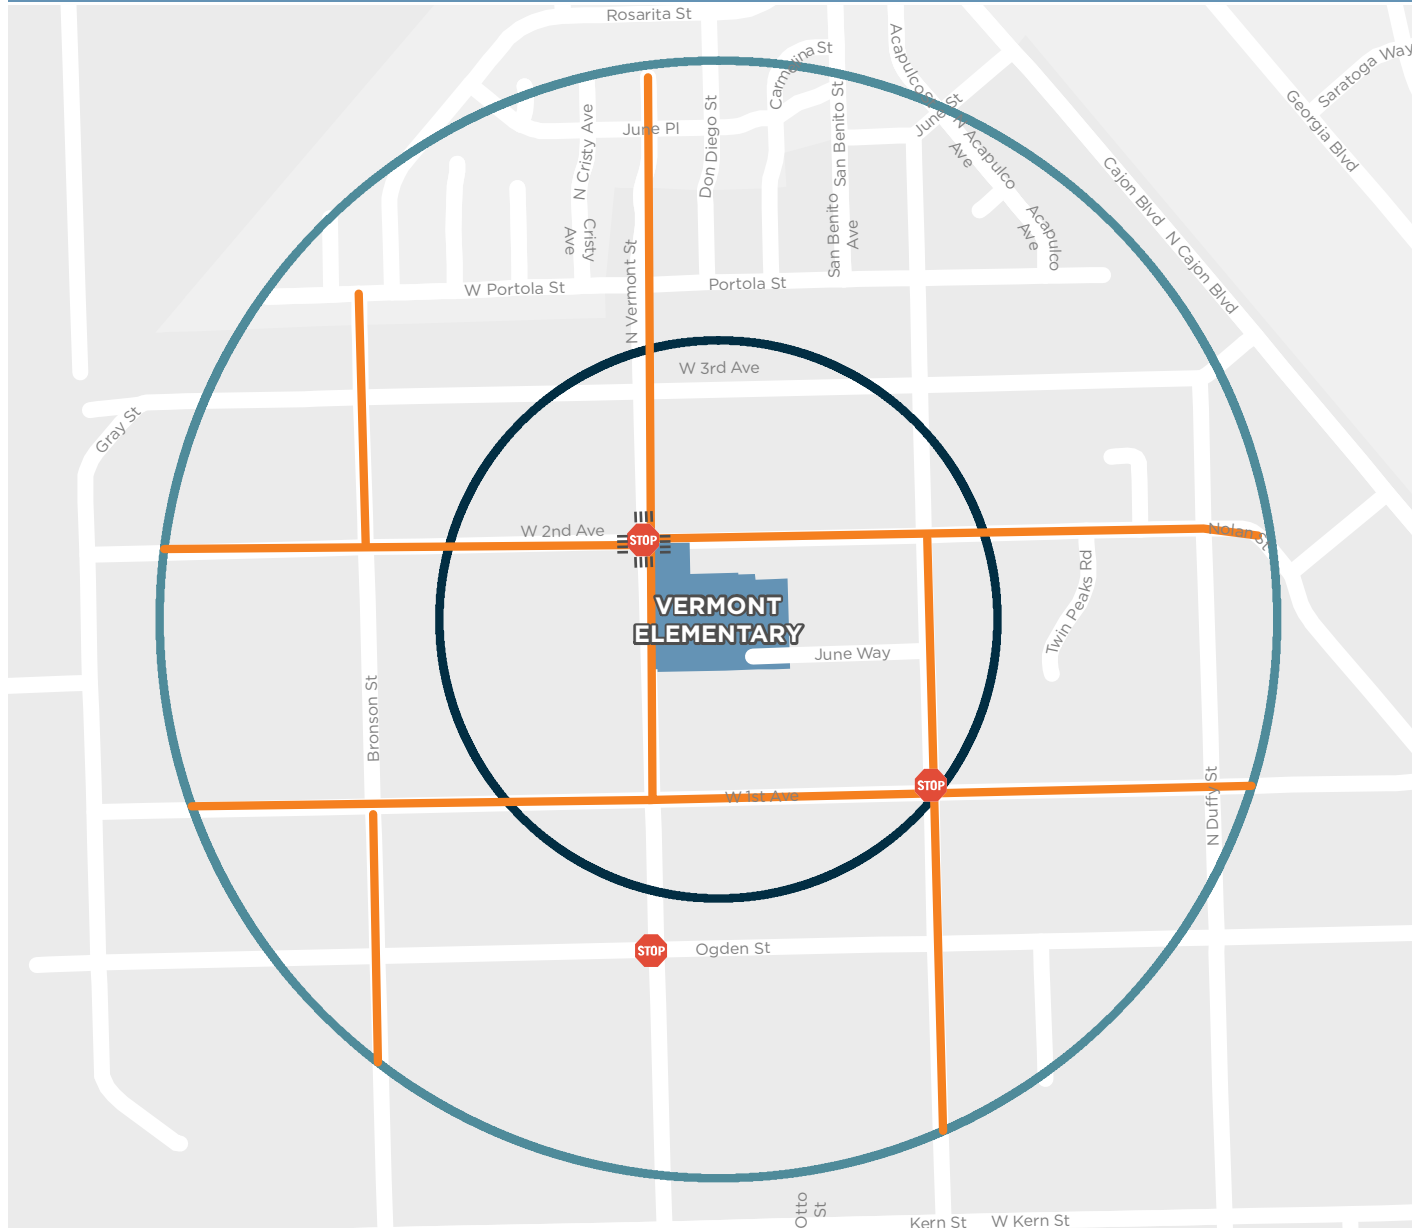 Rosarita St
Carmelina St
Acapulco St
Saratoga Way
Georgia Blvd
June St
June Pl
N Cristy Ave
Don Diego St
San Benito St
N Acapulco
Ave
Cajon Blvd
N Cajon Blvd
Cristy
Ave
San Benito
Ave
Acapulco
Ave
N Vermont St
W Portola St
Portola St
W 3rd Ave
Gray St
W 2nd Ave
STOP
Nolan St
Twin Peaks Rd
VERMONT
ELEMENTARY
June Way
Bronson St
STOP
W 1st Ave
N Duffy St
STOP
Ogden St
Otto
St
Kern St
W Kern St